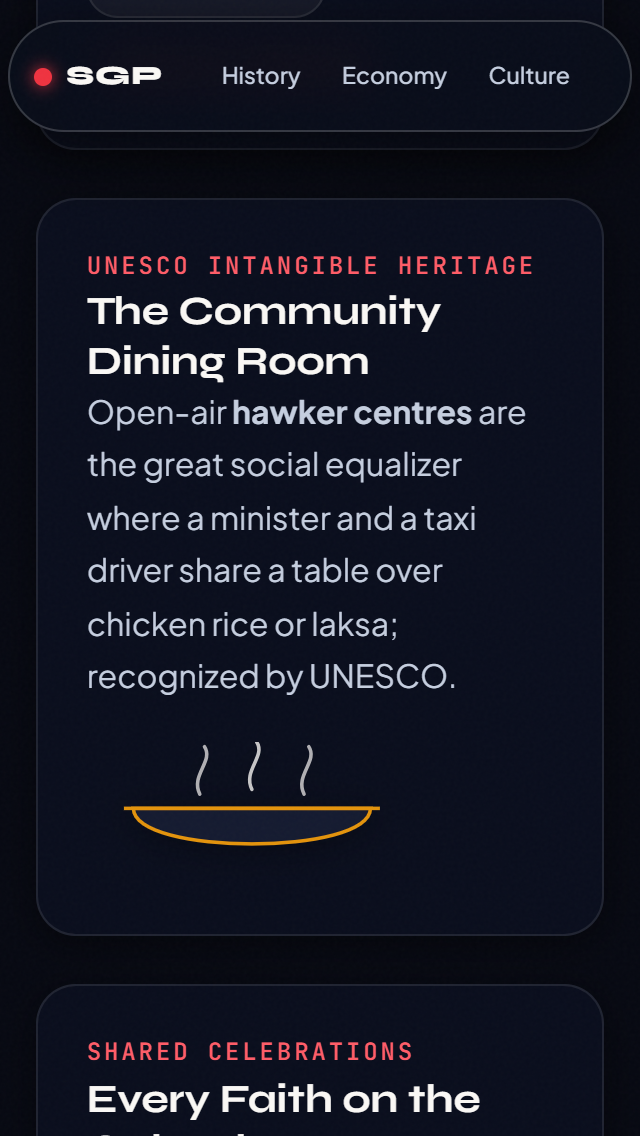 SGP History Economy Culture
UNESCO INTANGIBLE HERITAGE
The Community
Dining Room
Open-air hawker centres are
the great social equalizer
where a minister and a taxi
driver share a table over
chicken rice or laksa;
recognized by UNESCO.
SHARED CELEBRATIONS
Every Faith on the